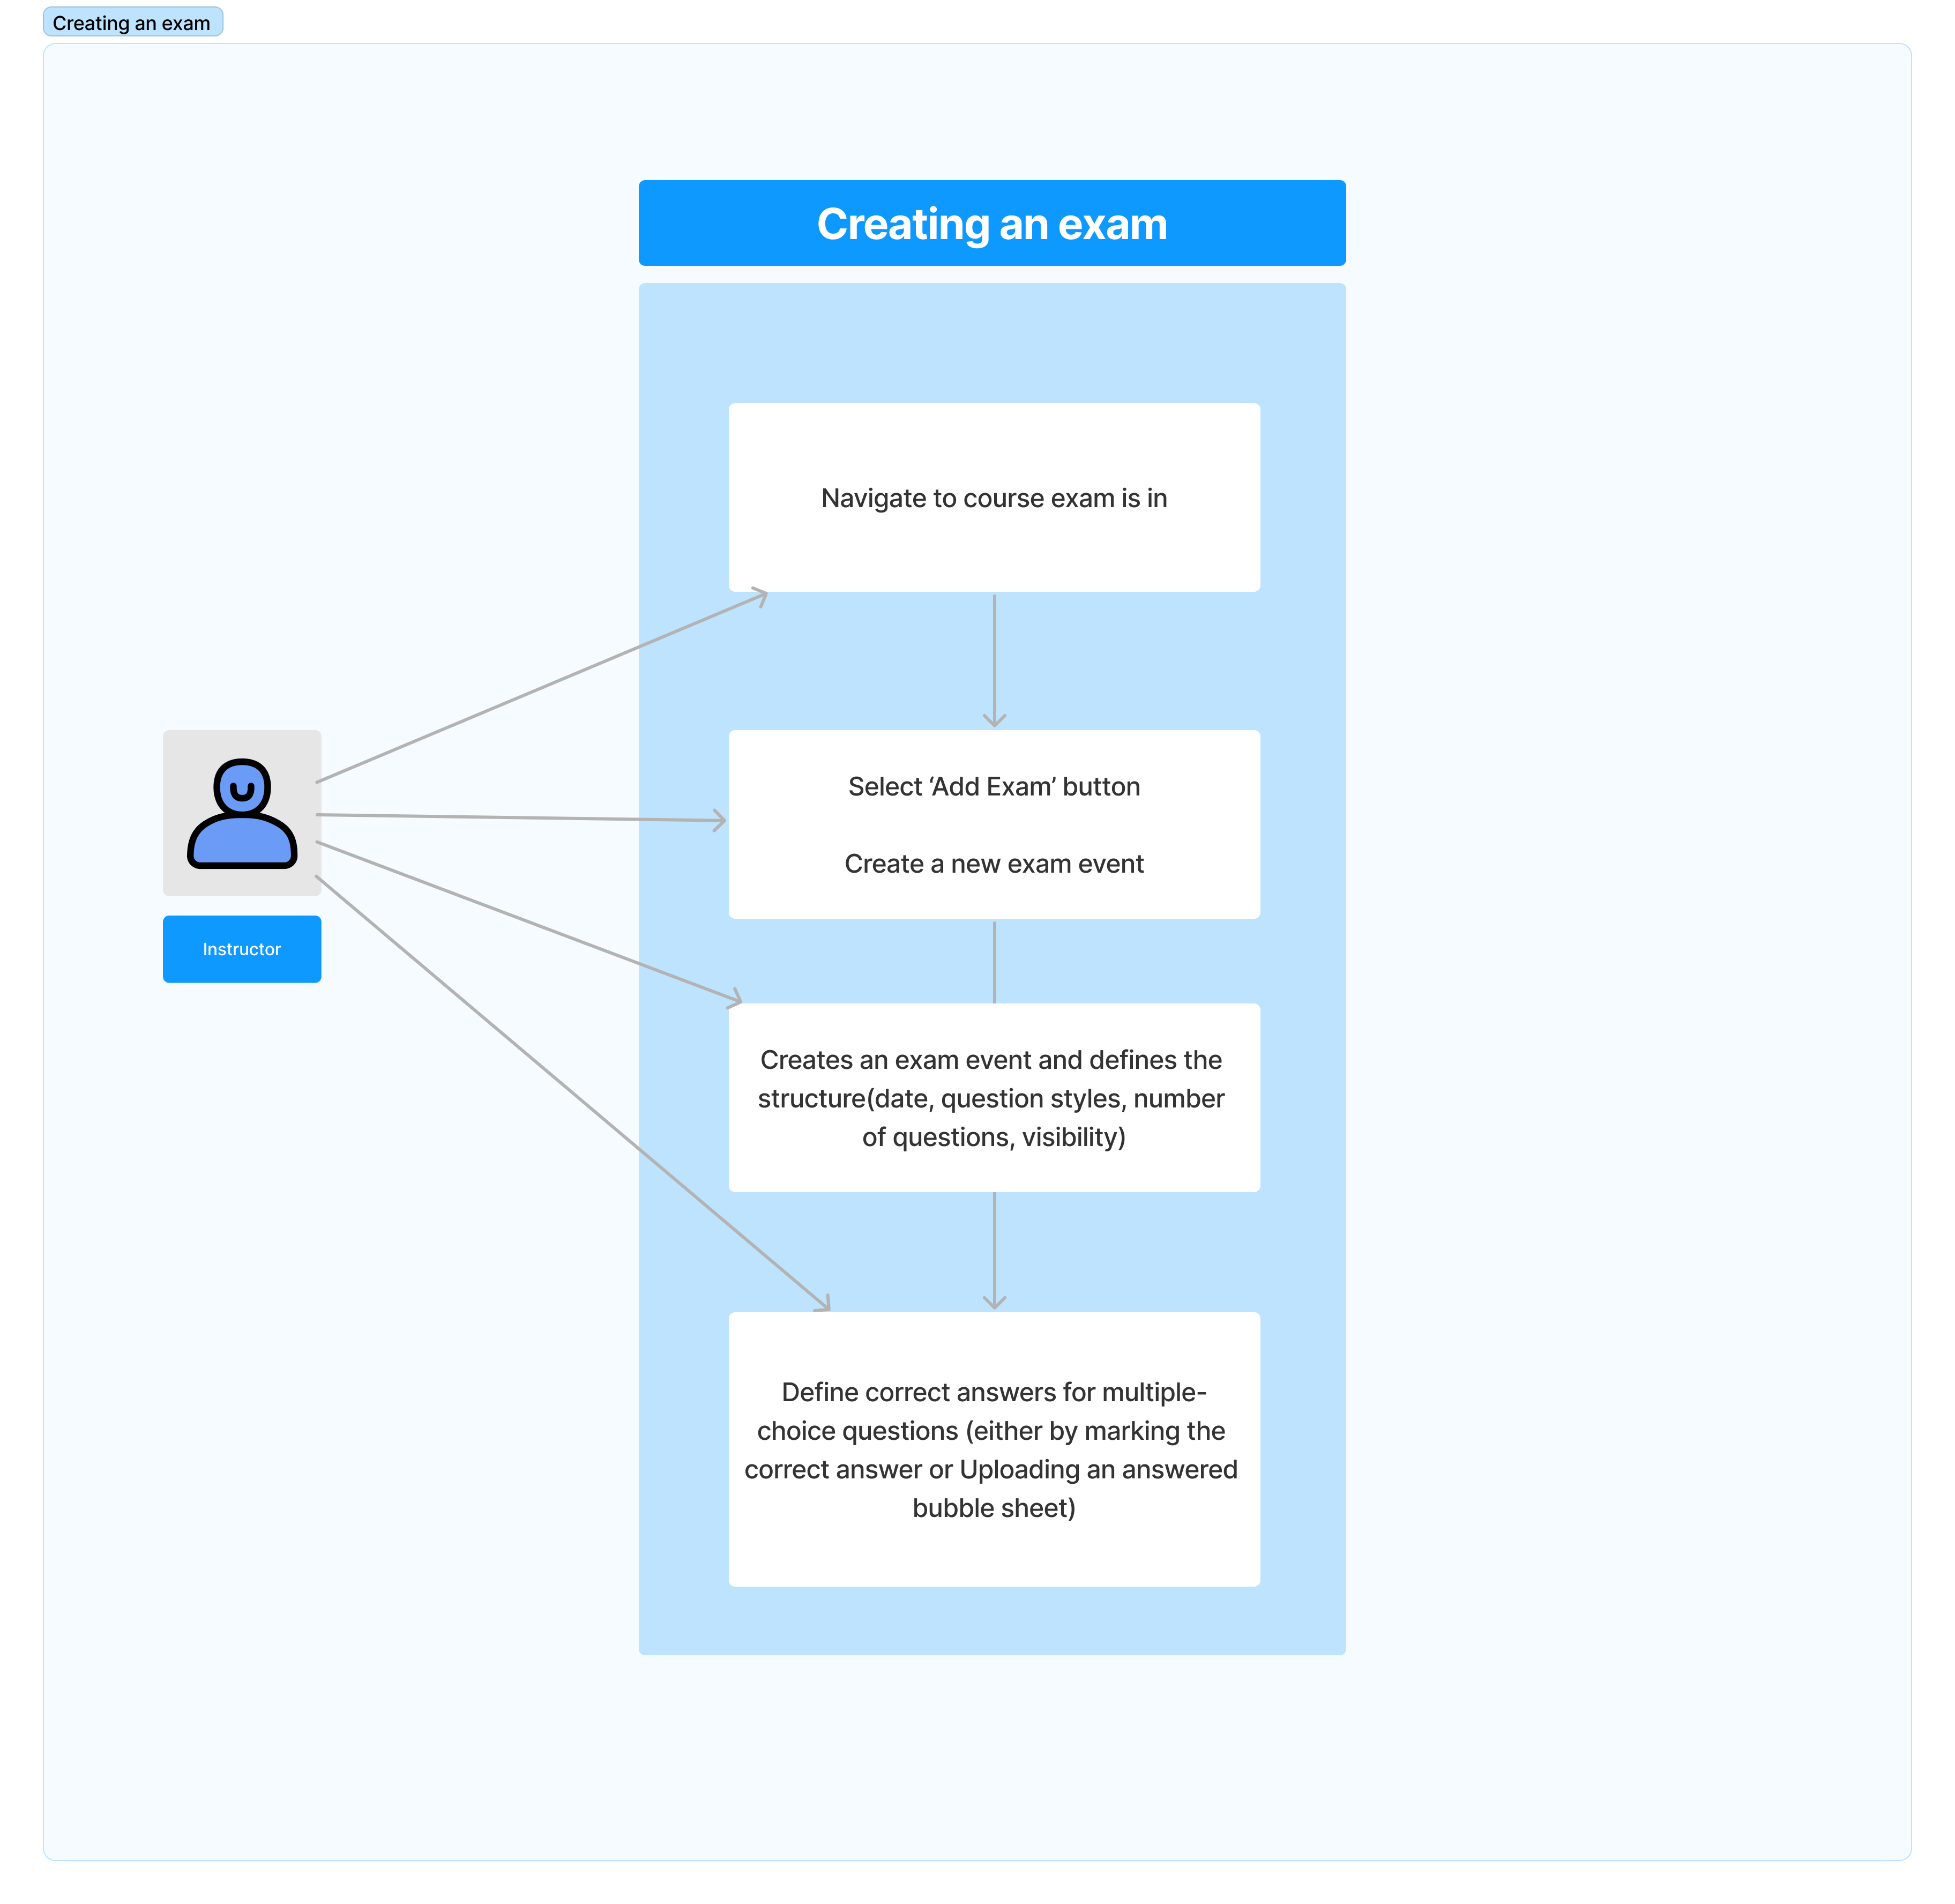 Creating an exam
Creating an exam
Navigate to course exam is in
Select ‘Add Exam’ button
Create a new exam event
Instructor
Creates an exam event and defines the
structure(date, question styles, number
of questions, visibility)
Define correct answers for multiple-
choice questions (either by marking the
correct answer or Uploading an answered
bubble sheet)